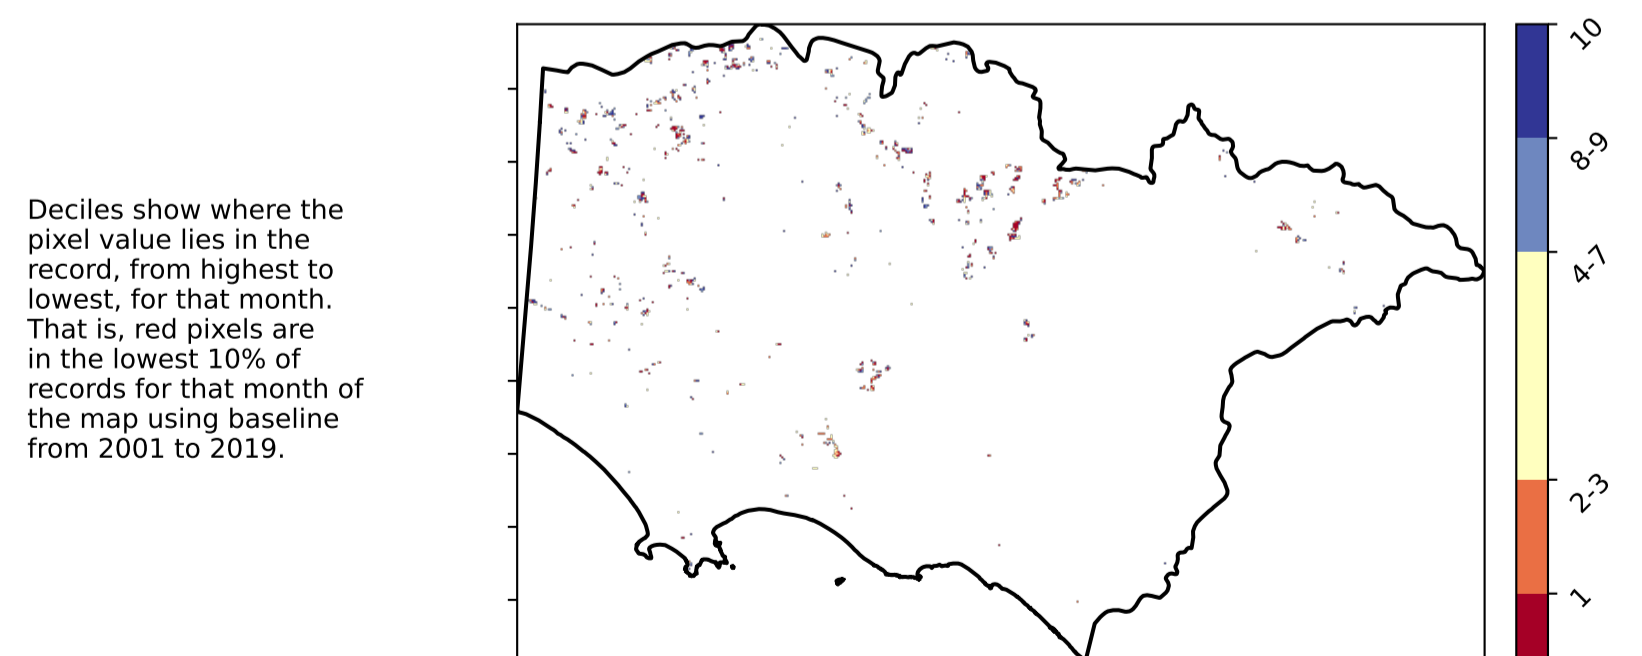 Deciles show where the
pixel value lies in the
record, from highest to
lowest, for that month.
That is, red pixels are
in the lowest 10% of
records for that month of
the map using baseline
from 2001 to 2019.
10
8-9
4-7
2-3
1